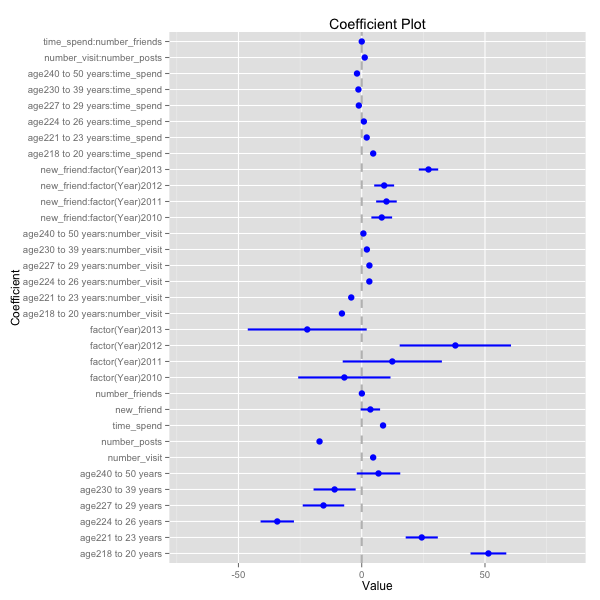 Coefficient Plot
time_spend:number_friends
number_visit:number_posts
age240 to 50 years:time_spend
age230 to 39 years:time_spend
age227 to 29 years:time_spend
age224 to 26 years:time_spend
age221 to 23 years:time_spend
age218 to 20 years:time_spend
new_friend:factor(Year)2013
new_friend:factor(Year)2012
new_friend:factor(Year)2011
new_friend:factor(Year)2010
age240 to 50 years:number_visit
age230 to 39 years:number_visit
age227 to 29 years:number_visit
age224 to 26 years:number_visit
age221 to 23 years:number_visit
age218 to 20 years:number_visit
factor(Year)2013
factor(Year)2012
factor(Year)2011
factor(Year)2010
number_friends
new_friend
time_spend
number_posts
number_visit
age240 to 50 years
age230 to 39 years
age227 to 29 years
age224 to 26 years
age221 to 23 years
age218 to 20 years
Coefficient
-50 0 50
Value